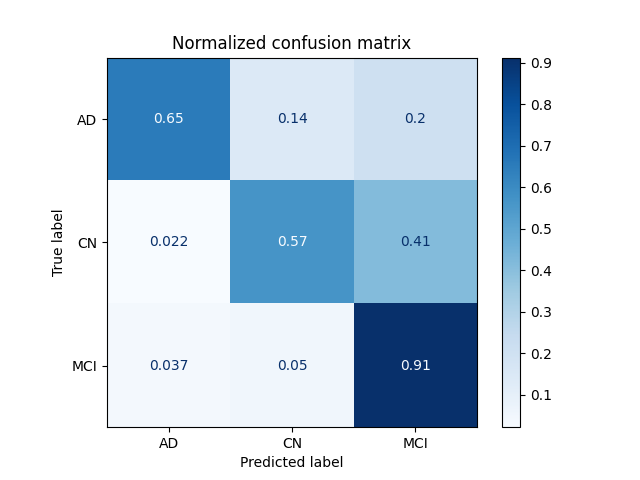 Normalized confusion matrix
True label
AD
CN
MCI
0.65 0.14 0.2
0.022 0.57 0.41
0.037 0.05 0.91
AD CN MCI
Predicted label
0.9
0.8
0.7
0.6
0.5
0.4
0.3
0.2
0.1